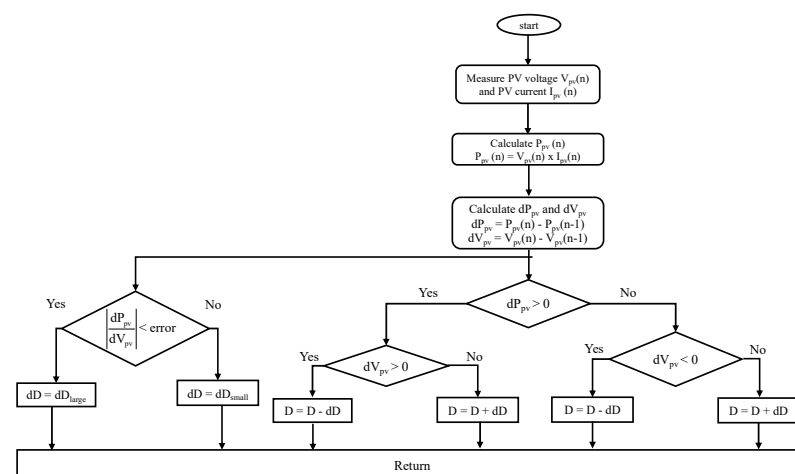 start
Measure PV voltage Vpv(n)
and PV current Ipv (n)
Calculate Ppv (n)
Ppv (n) = Vpv(n) x Ipv(n)
Calculate dPpv and dVpv
dPpv = Ppv(n) - Ppv(n-1)
dVpv = Vpv(n) - Vpv(n-1)
Yes
|dPpv/dVpv| < error
No
Yes
dPpv > 0
No
Yes
dVpv > 0
No
Yes
dVpv < 0
No
dD = dDlarge
dD = dDsmall
D = D - dD
D = D + dD
D = D - dD
D = D + dD
Return